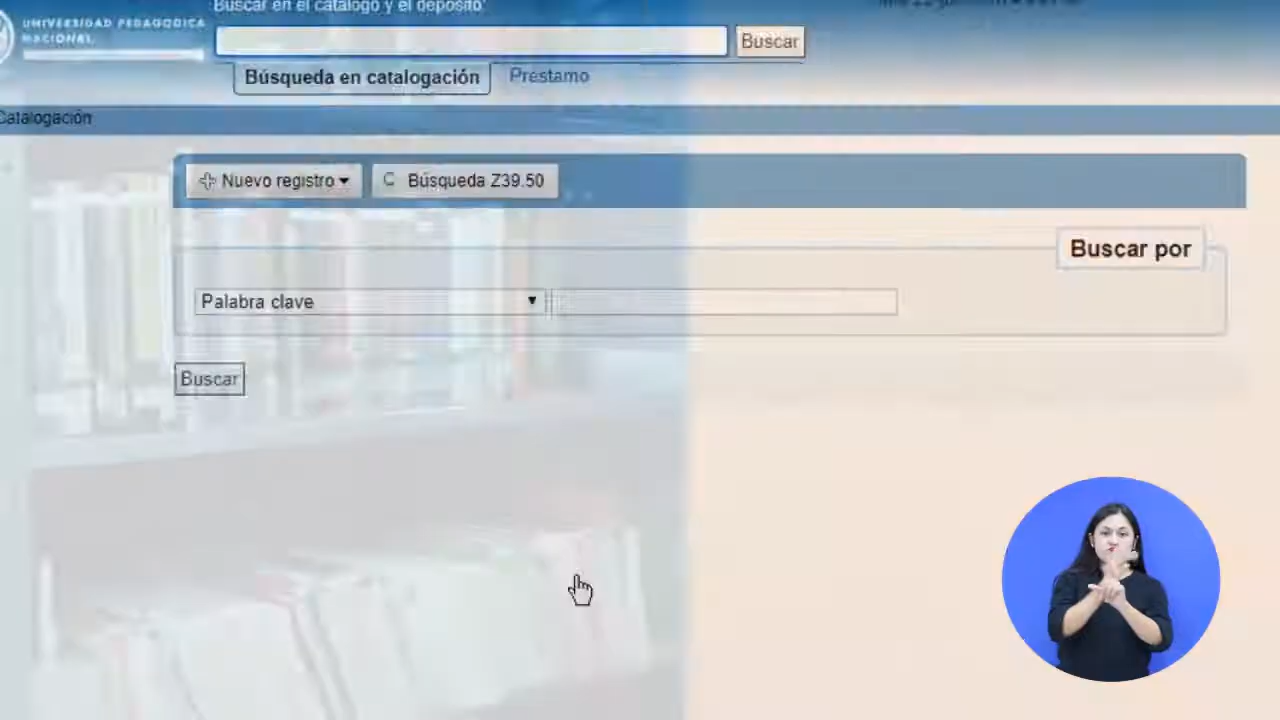 UNIVERSIDAD PEDAGOGICA
NACIONAL
Buscar en el catálogo y el depósito:
Buscar
Búsqueda en catalogación
Prestamo
Catalogación
Nuevo registro
Búsqueda Z39.50
Buscar por
Palabra clave
Buscar